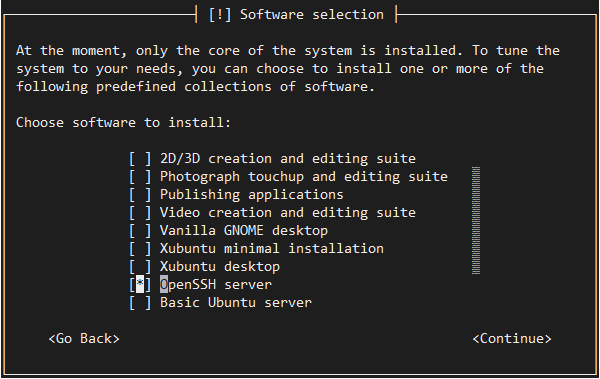 [!] Software selection
At the moment, only the core of the system is installed. To tune the
system to your needs, you can choose to install one or more of the
following predefined collections of software.
Choose software to install:
[ ] 2D/3D creation and editing suite
[ ] Photograph touchup and editing suite
[ ] Publishing applications
[ ] Video creation and editing suite
[ ] Vanilla GNOME desktop
[ ] Xubuntu minimal installation
[ ] Xubuntu desktop
[*] OpenSSH server
[ ] Basic Ubuntu server
<Go Back> <Continue>